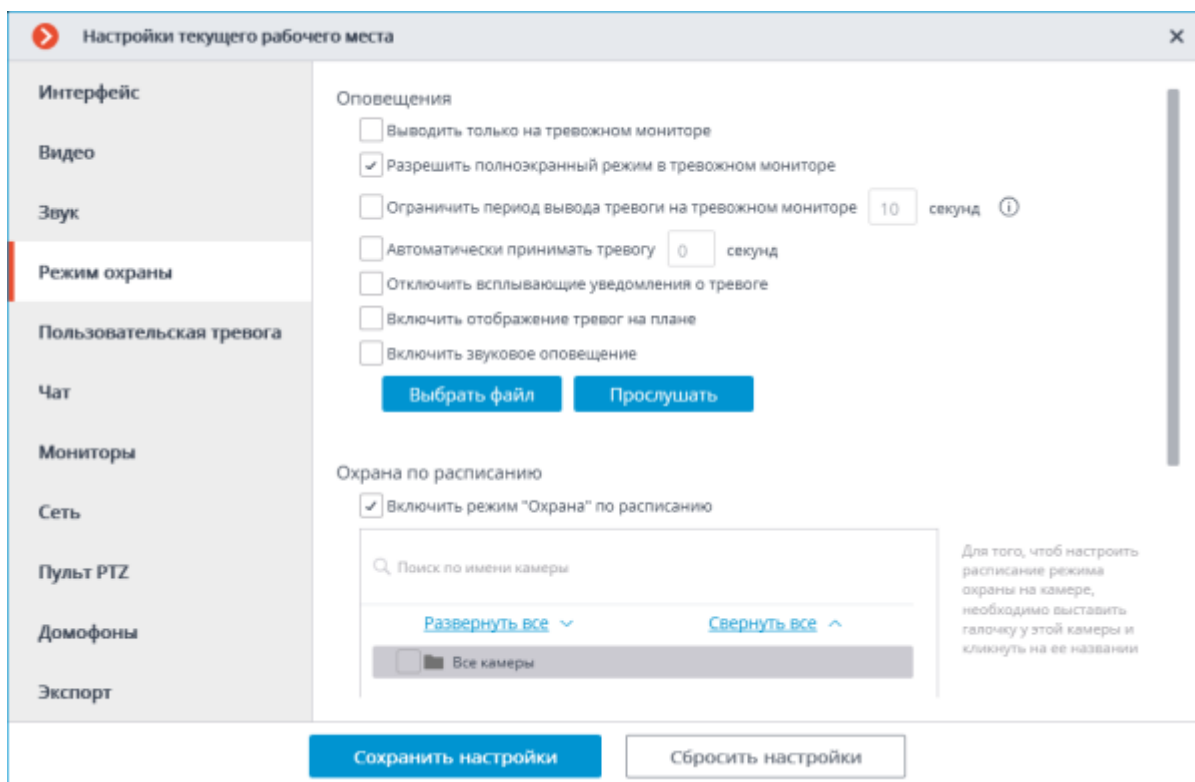 Настройки текущего рабочего места
Интерфейс
Видео
Звук
Режим охраны
Пользовательская тревога
Чат
Мониторы
Сеть
Пульт PTZ
Домофоны
Экспорт
Оповещения
Выводить только на тревожном мониторе
Разрешить полноэкранный режим в тревожном мониторе
Ограничить период вывода тревоги на тревожном мониторе 10 секунд
Автоматически принимать тревогу 0 секунд
Отключить всплывающие уведомления о тревоге
Включить отображение тревог на плане
Включить звуковое оповещение
Выбрать файл Прослушать
Охрана по расписанию
Включить режим "Охрана" по расписанию
Поиск по имени камеры
Развернуть все Свернуть все
Все камеры
Для того, чтоб настроить
расписание режима
охраны на камере,
необходимо выставить
галочку у этой камеры и
кликнуть на ее названии
Сохранить настройки Сбросить настройки